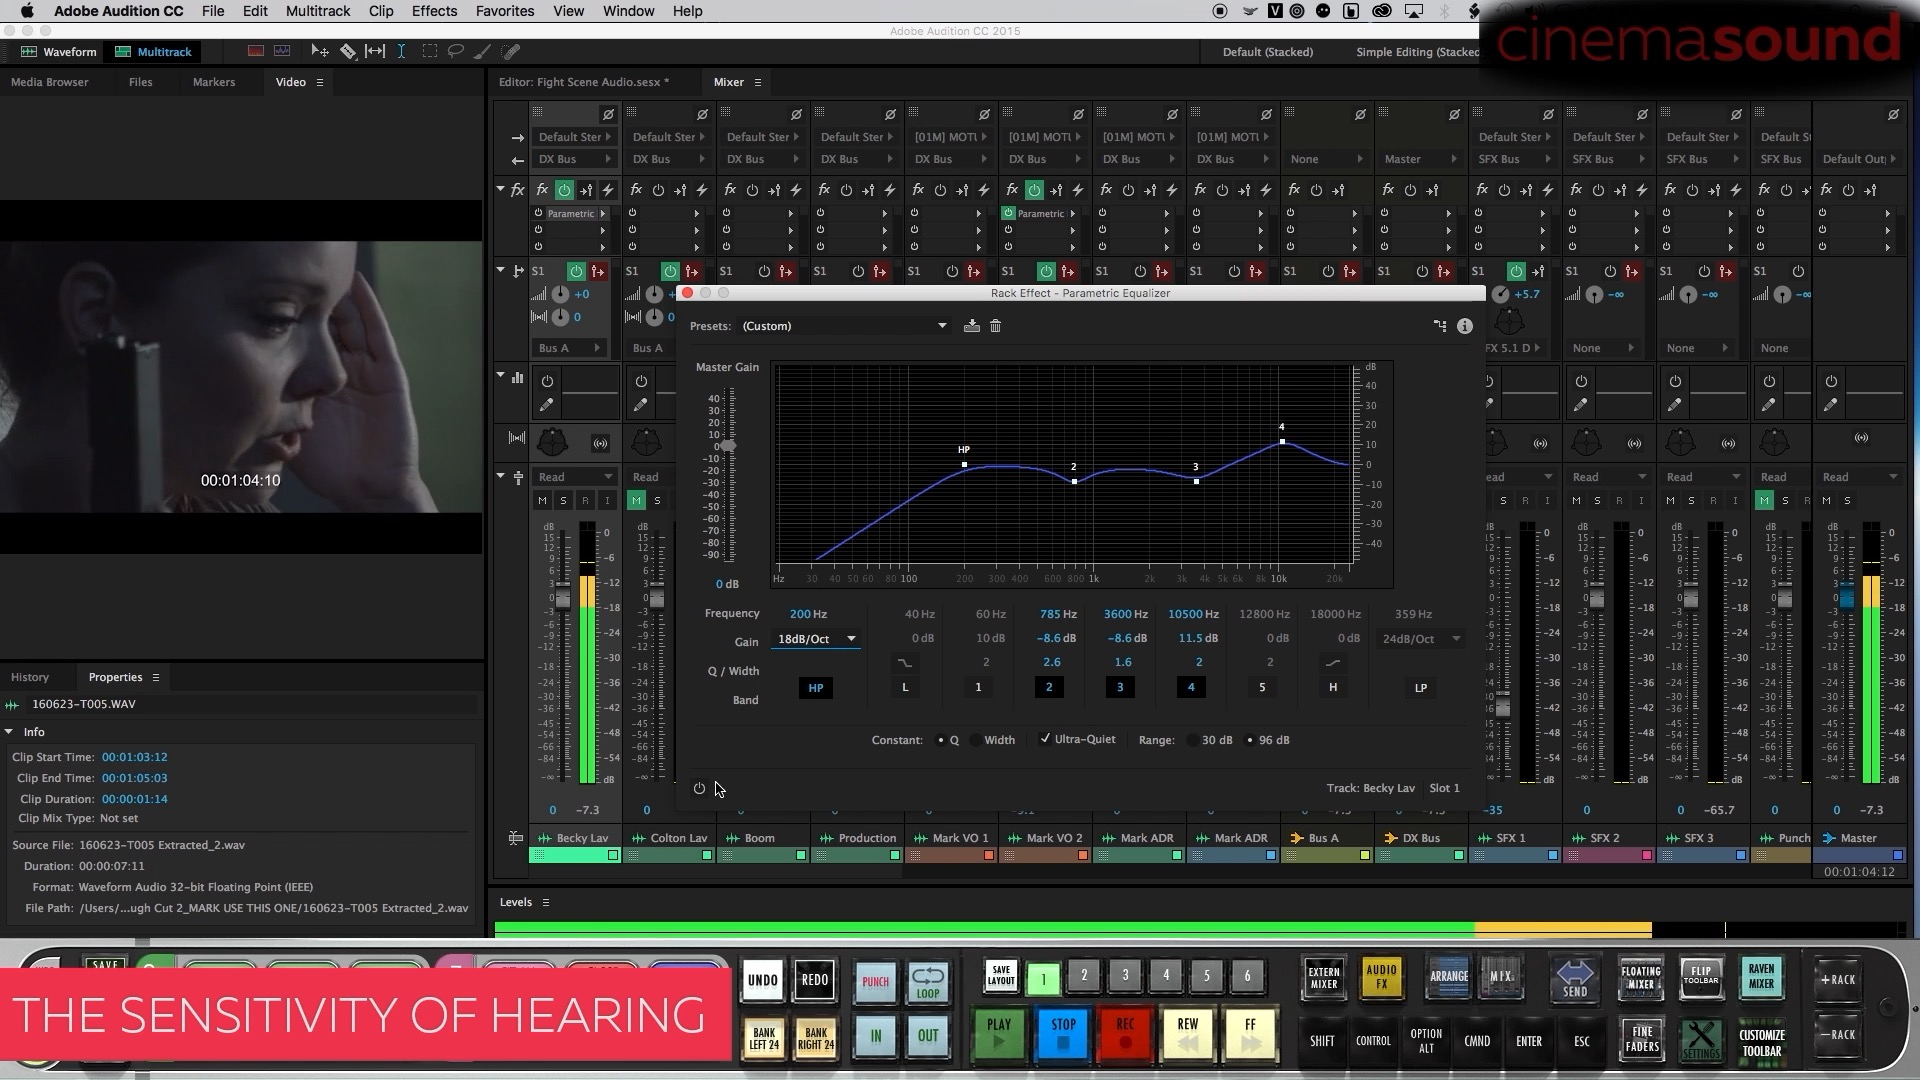 Adobe Audition CC File Edit Multitrack Clip Effects Favorites View Window Help
Adobe Audition CC 2015
cinemasound
Waveform Multitrack Default (Stacked) Simple Editing (Stacked
Media Browser Files Markers Video Editor: Fight Scene Audio.sesx * Mixer
Default Ster Default Ster Default Ster Default Ster [01M] MOTU [01M] MOTU [01M] MOTU [01M] MOTU Default Ster Default Ster Default Ster Default St
DX Bus DX Bus DX Bus DX Bus DX Bus DX Bus DX Bus DX Bus None Master SFX Bus SFX Bus SFX Bus SFX Bus Default Out
fx fx fx fx fx fx fx fx fx fx fx fx fx fx fx fx
Parametric Parametric
S1 S1 S1 S1 S1 S1 S1 S1 S1 S1 S1 S1 S1 S1
+0 +5.7 -∞ -∞ -∞
Rack Effect - Parametric Equalizer
0 0
Presets: (Custom)
Bus A Bus A FX 5.1 D None None None
Master Gain
dB
40 30 20 10 0 -10 -20 -30 -40 -50 -60 -70 -80 -90
HP 2 3 4
40 30 20 10 0 -10 -20 -30 -40
Hz 30 40 50 60 80 100 200 300 400 600 800 1k 2k 3k 4k 5k 6k 8k 10k 20k
0 dB
Frequency 200 Hz 40 Hz 60 Hz 785 Hz 3600 Hz 10500 Hz 12800 Hz 18000 Hz 359 Hz
Gain 18dB/Oct 0 dB 10 dB -8.6 dB -8.6 dB 11.5 dB 0 dB 0 dB 24dB/Oct
Q / Width 2 2.6 1.6 2 2
Band HP L 1 2 3 4 5 H LP
Constant: Q Width Ultra-Quiet Range: 30 dB 96 dB
Track: Becky Lav Slot 1
Read Read Read Read Read Read Read
M S R I M S S R I M S R I M S R I M S R M S
00:01:04:10
History Properties
160623-T005.WAV
Info
Clip Start Time: 00:01:03:12
Clip End Time: 00:01:05:03
Clip Duration: 00:00:01:14
Clip Mix Type: Not set
Source File: 160623-T005 Extracted_2.wav
Duration: 00:00:07:11
Format: Waveform Audio 32-bit Floating Point (IEEE)
File Path: /Users/...ugh Cut 2_MARK USE THIS ONE/160623-T005 Extracted_2.wav
0 -7.3 0 -35 0 0 -65.7 0 0 -7.3
Becky Lav Colton Lav Boom Production Mark VO 1 Mark VO 2 Mark ADR Mark ADR Bus A DX Bus SFX 1 SFX 2 SFX 3 Punch Master
00:01:04:12
Levels
THE SENSITIVITY OF HEARING
SAVE UNDO REDO PUNCH LOOP SAVE LAYOUT 1 2 3 4 5 6 EXTERN MIXER AUDIO FX ARRANGE MIX SEND FLOATING MIXER FLIP TOOLBAR RAVEN MIXER +RACK
BANK LEFT 24 BANK RIGHT 24 IN OUT PLAY STOP REC REW FF SHIFT CONTROL OPTION ALT CMND ENTER ESC FINE FADERS SETTINGS CUSTOMIZE TOOLBAR -RACK